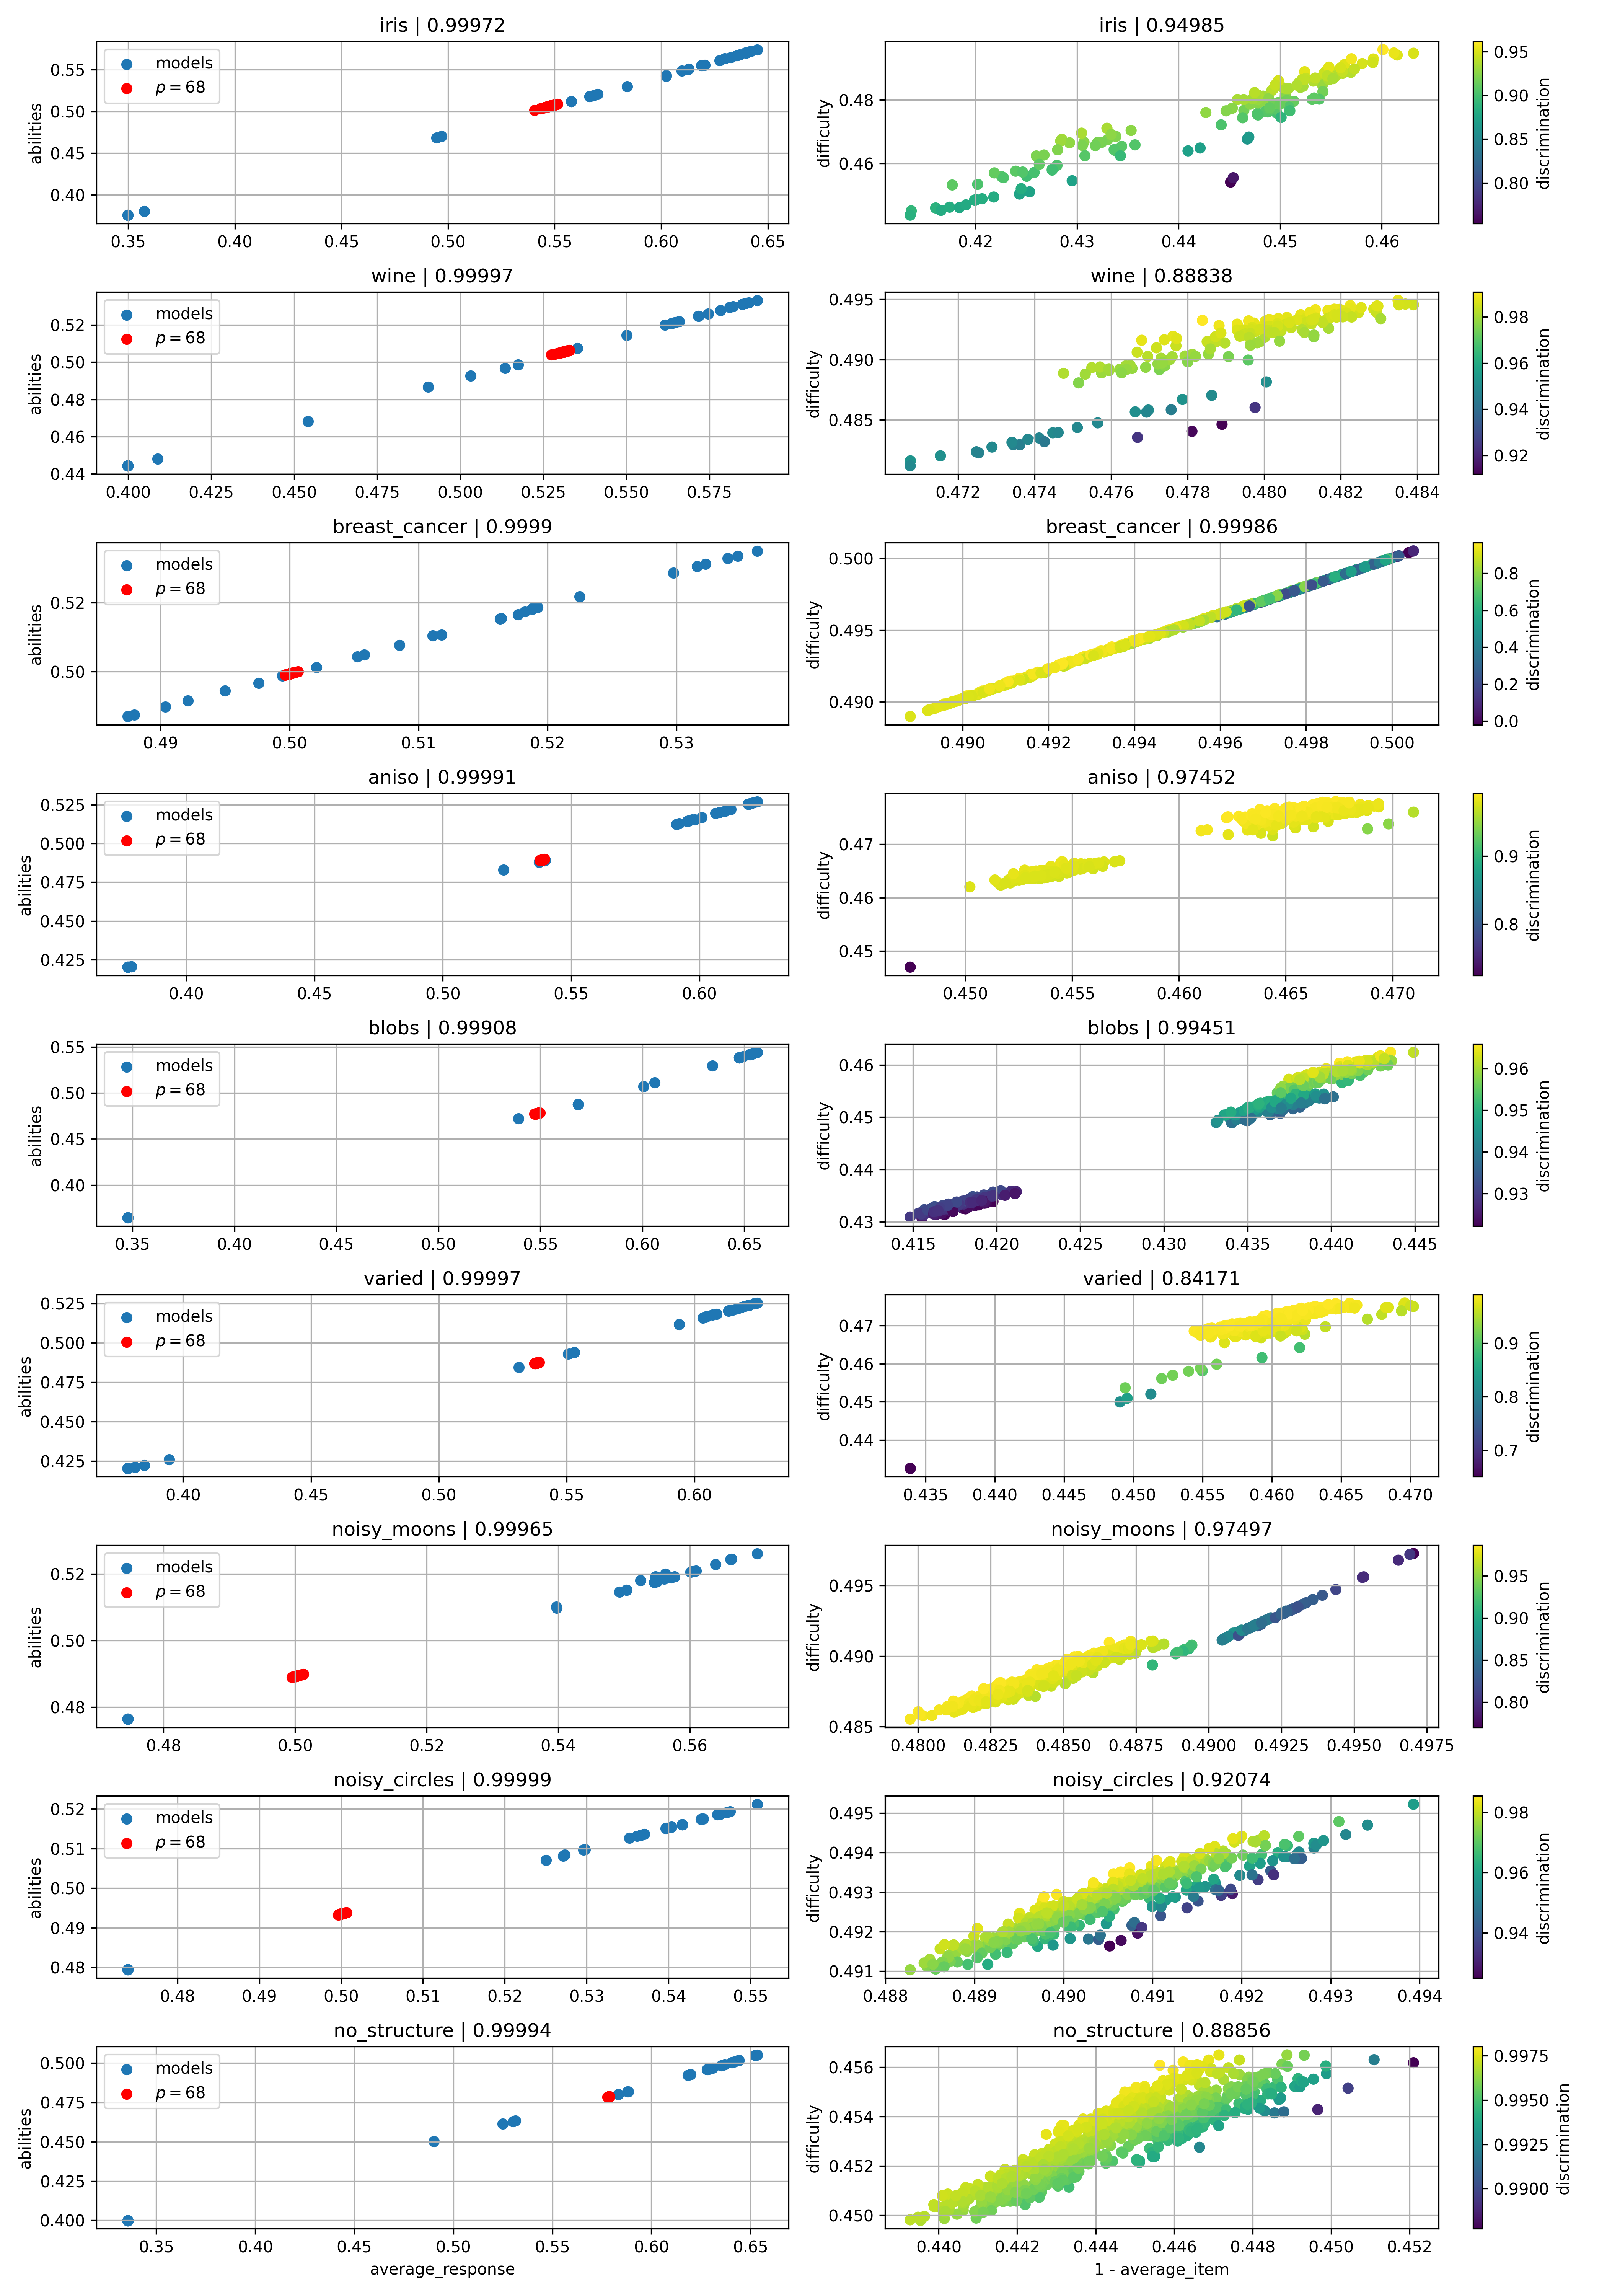 iris | 0.99972
abilities
0.55
0.50
0.45
0.40
models
p = 68
0.35 0.40 0.45 0.50 0.55 0.60 0.65
iris | 0.94985
difficulty
0.48
0.46
0.42 0.43 0.44 0.45 0.46
0.95
0.90
0.85
0.80
discrimination
wine | 0.99997
abilities
0.52
0.50
0.48
0.46
0.44
models
p = 68
0.400 0.425 0.450 0.475 0.500 0.525 0.550 0.575
wine | 0.88838
difficulty
0.495
0.490
0.485
0.472 0.474 0.476 0.478 0.480 0.482 0.484
0.98
0.96
0.94
0.92
discrimination
breast_cancer | 0.9999
abilities
0.52
0.50
models
p = 68
0.49 0.50 0.51 0.52 0.53
breast_cancer | 0.99986
difficulty
0.500
0.495
0.490
0.490 0.492 0.494 0.496 0.498 0.500
0.8
0.6
0.4
0.2
0.0
discrimination
aniso | 0.99991
abilities
0.525
0.500
0.475
0.450
0.425
models
p = 68
0.40 0.45 0.50 0.55 0.60
aniso | 0.97452
difficulty
0.47
0.46
0.45
0.450 0.455 0.460 0.465 0.470
0.9
0.8
discrimination
blobs | 0.99908
abilities
0.55
0.50
0.45
0.40
models
p = 68
0.35 0.40 0.45 0.50 0.55 0.60 0.65
blobs | 0.99451
difficulty
0.46
0.45
0.44
0.43
0.415 0.420 0.425 0.430 0.435 0.440 0.445
0.96
0.95
0.94
0.93
discrimination
varied | 0.99997
abilities
0.525
0.500
0.475
0.450
0.425
models
p = 68
0.40 0.45 0.50 0.55 0.60
varied | 0.84171
difficulty
0.47
0.46
0.45
0.44
0.435 0.440 0.445 0.450 0.455 0.460 0.465 0.470
0.9
0.8
0.7
discrimination
noisy_moons | 0.99965
abilities
0.52
0.50
0.48
models
p = 68
0.48 0.50 0.52 0.54 0.56
noisy_moons | 0.97497
difficulty
0.495
0.490
0.485
0.4800 0.4825 0.4850 0.4875 0.4900 0.4925 0.4950 0.4975
0.95
0.90
0.85
0.80
discrimination
noisy_circles | 0.99999
abilities
0.52
0.51
0.50
0.49
0.48
models
p = 68
0.48 0.49 0.50 0.51 0.52 0.53 0.54 0.55
noisy_circles | 0.92074
difficulty
0.495
0.494
0.493
0.492
0.491
0.488 0.489 0.490 0.491 0.492 0.493 0.494
0.98
0.96
0.94
discrimination
no_structure | 0.99994
abilities
0.500
0.475
0.450
0.425
0.400
models
p = 68
0.35 0.40 0.45 0.50 0.55 0.60 0.65
average_response
no_structure | 0.88856
difficulty
0.456
0.454
0.452
0.450
0.440 0.442 0.444 0.446 0.448 0.450 0.452
1 - average_item
0.9975
0.9950
0.9925
0.9900
discrimination